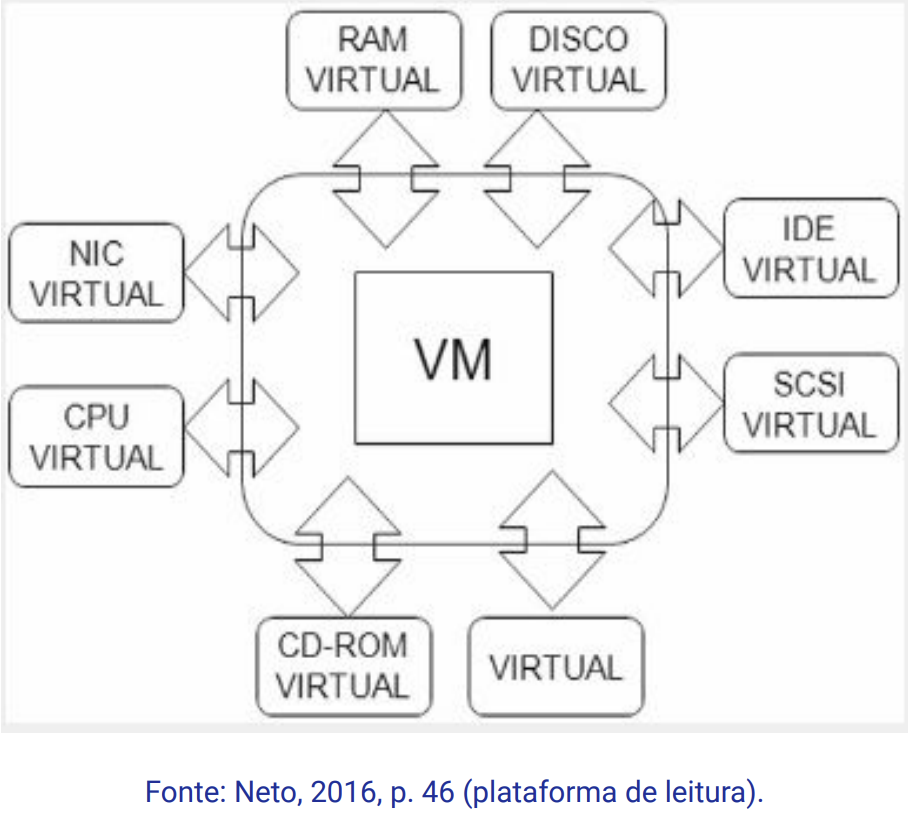 RAM
VIRTUAL
DISCO
VIRTUAL
NIC
VIRTUAL
IDE
VIRTUAL
VM
CPU
VIRTUAL
SCSI
VIRTUAL
CD-ROM
VIRTUAL
VIRTUAL
Fonte: Neto, 2016, p. 46 (plataforma de leitura).